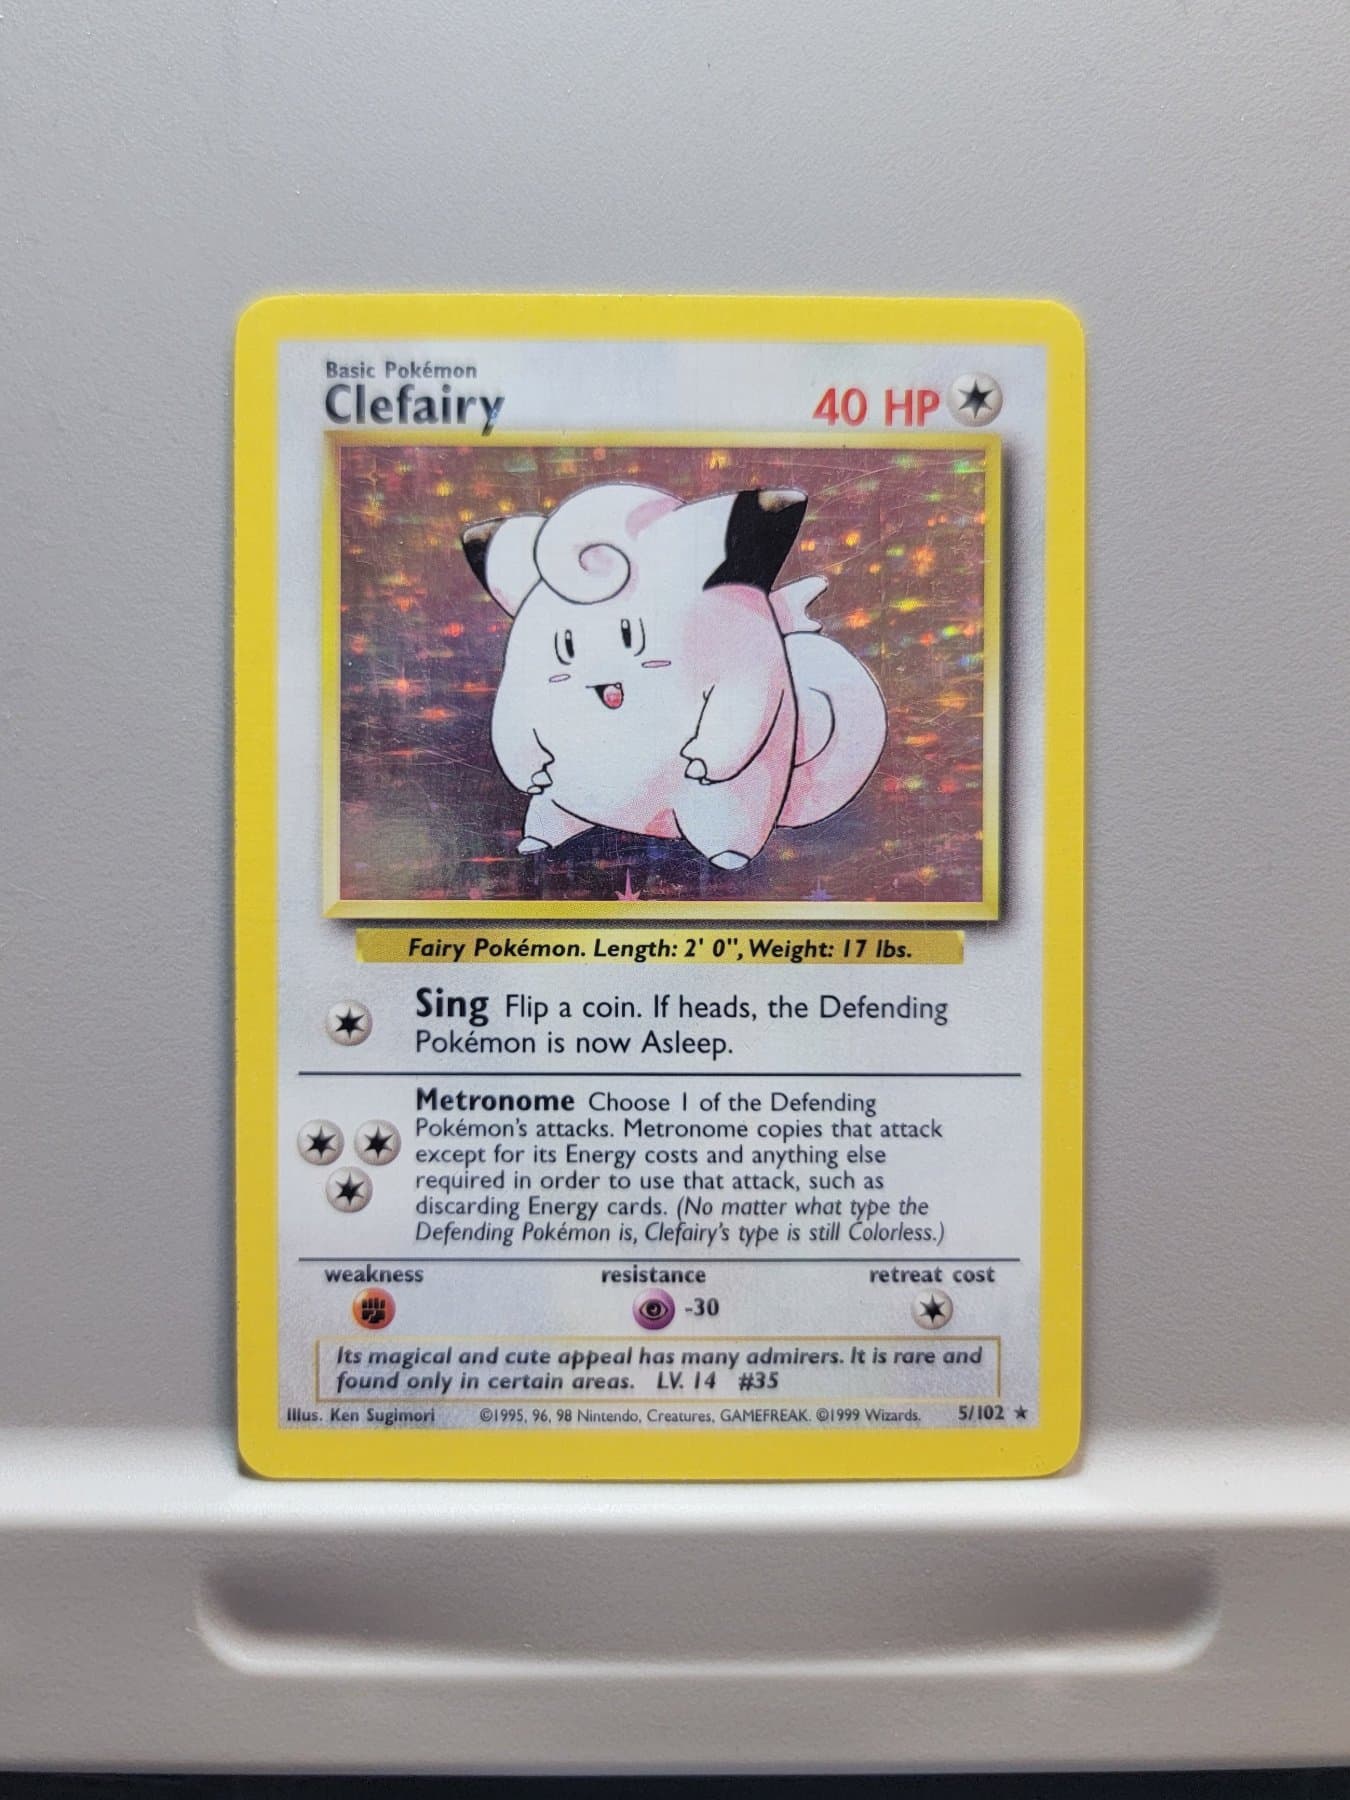 Basic Pokémon
Clefairy
40 HP
Fairy Pokémon. Length: 2' 0", Weight: 17 lbs.
Sing Flip a coin. If heads, the Defending
Pokémon is now Asleep.
Metronome Choose 1 of the Defending
Pokémon's attacks. Metronome copies that attack
except for its Energy costs and anything else
required in order to use that attack, such as
discarding Energy cards. (No matter what type the
Defending Pokémon is, Clefairy's type is still Colorless.)
weakness resistance retreat cost
-30
Its magical and cute appeal has many admirers. It is rare and
found only in certain areas. LV. 14 #35
Illus. Ken Sugimori ©1995, 96, 98 Nintendo, Creatures, GAMEFREAK. ©1999 Wizards. 5/102 ★